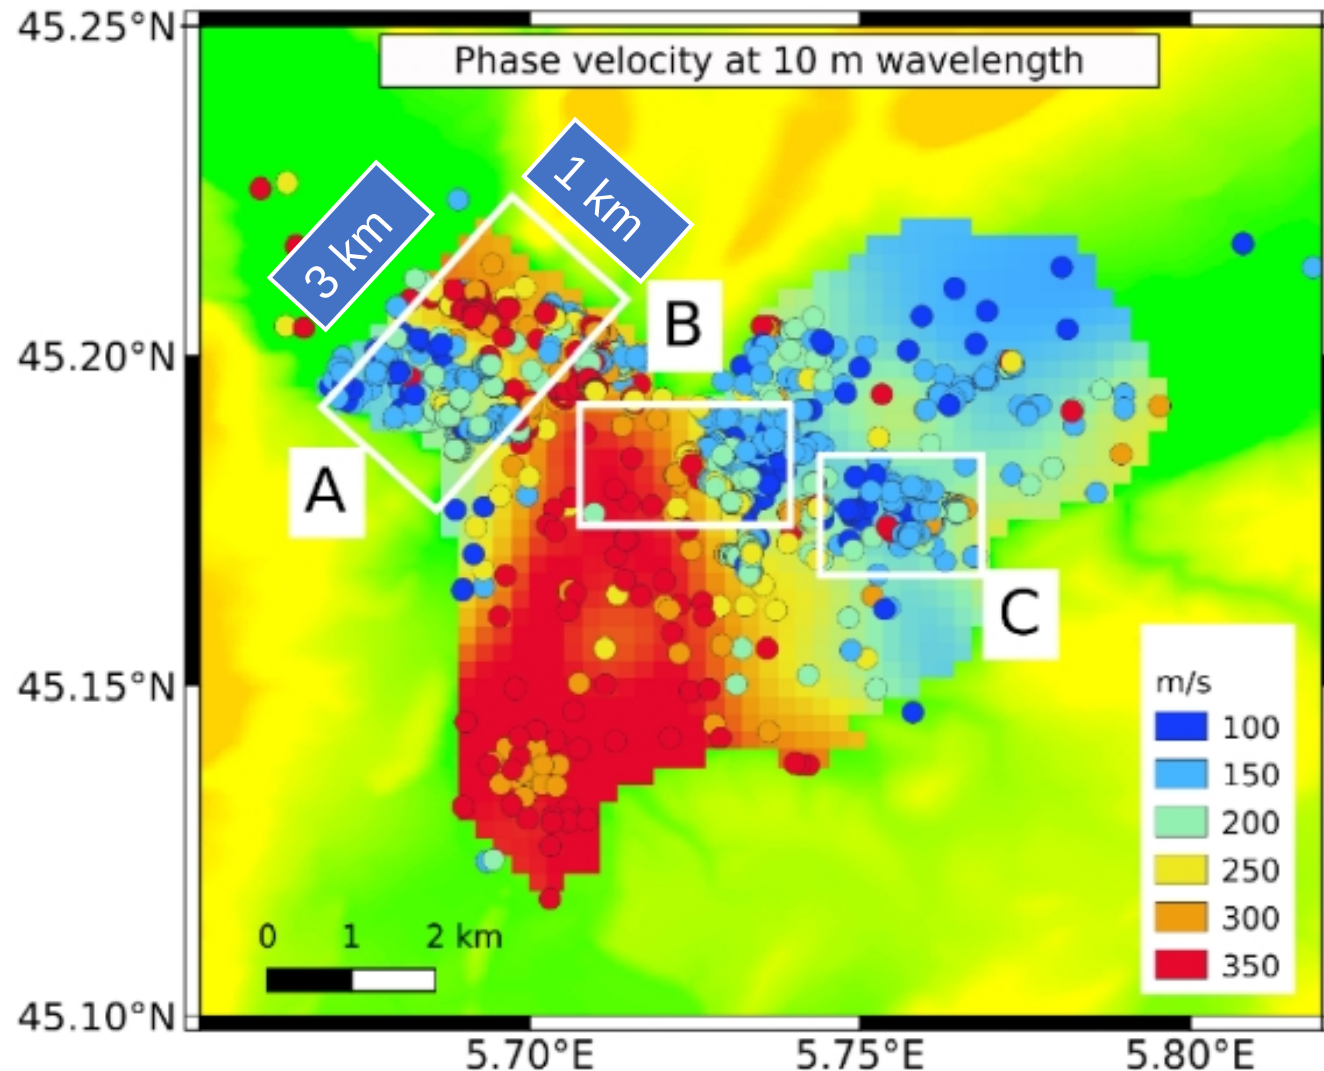 45.25°N
Phase velocity at 10 m wavelength
1 km
3 km
B
45.20°N
A
C
45.15°N
m/s
100
150
200
250
300
350
0 1 2 km
45.10°N
5.70°E 5.75°E 5.80°E